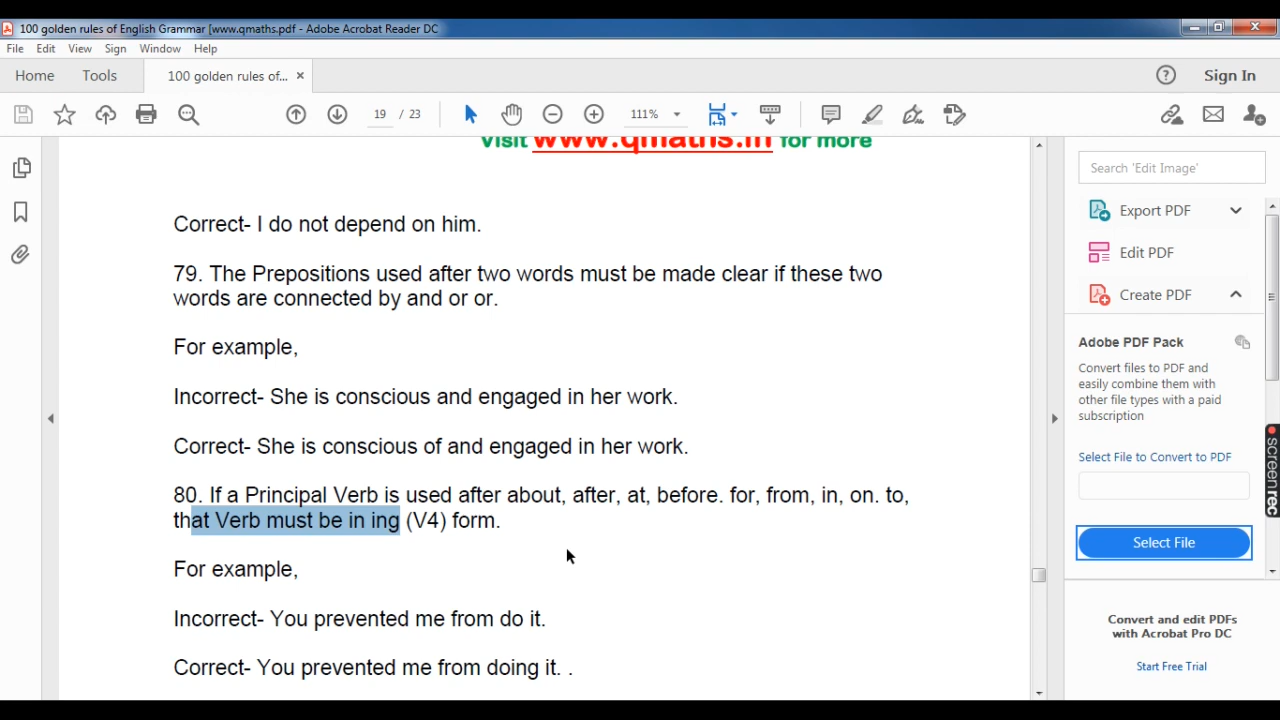 100 golden rules of English Grammar [www.qmaths.pdf - Adobe Acrobat Reader DC
File Edit View Sign Window Help
Home Tools 100 golden rules of... × ? Sign In
19 / 23 111%
Visit www.qmaths.in for more
Correct- I do not depend on him.
79. The Prepositions used after two words must be made clear if these two
words are connected by and or or.
For example,
Incorrect- She is conscious and engaged in her work.
Correct- She is conscious of and engaged in her work.
80. If a Principal Verb is used after about, after, at, before. for, from, in, on. to,
that Verb must be in ing (V4) form.
For example,
Incorrect- You prevented me from do it.
Correct- You prevented me from doing it. .
Search 'Edit Image'
Export PDF
Edit PDF
Create PDF
Adobe PDF Pack
Convert files to PDF and
easily combine them with
other file types with a paid
subscription
Select File to Convert to PDF
Select File
Convert and edit PDFs
with Acrobat Pro DC
Start Free Trial
screenrec